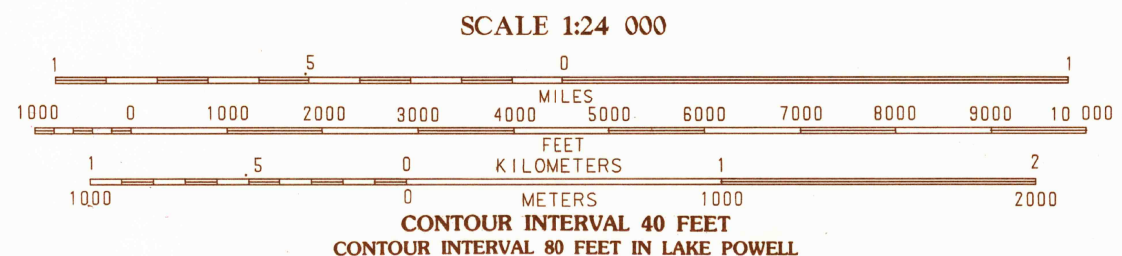 SCALE 1:24 000
1 .5 0 1
MILES
1000 0 1000 2000 3000 4000 5000 6000 7000 8000 9000 10 000
FEET
1 .5 0 KILOMETERS 1 2
1000 0 METERS 1000 2000
CONTOUR INTERVAL 40 FEET
CONTOUR INTERVAL 80 FEET IN LAKE POWELL